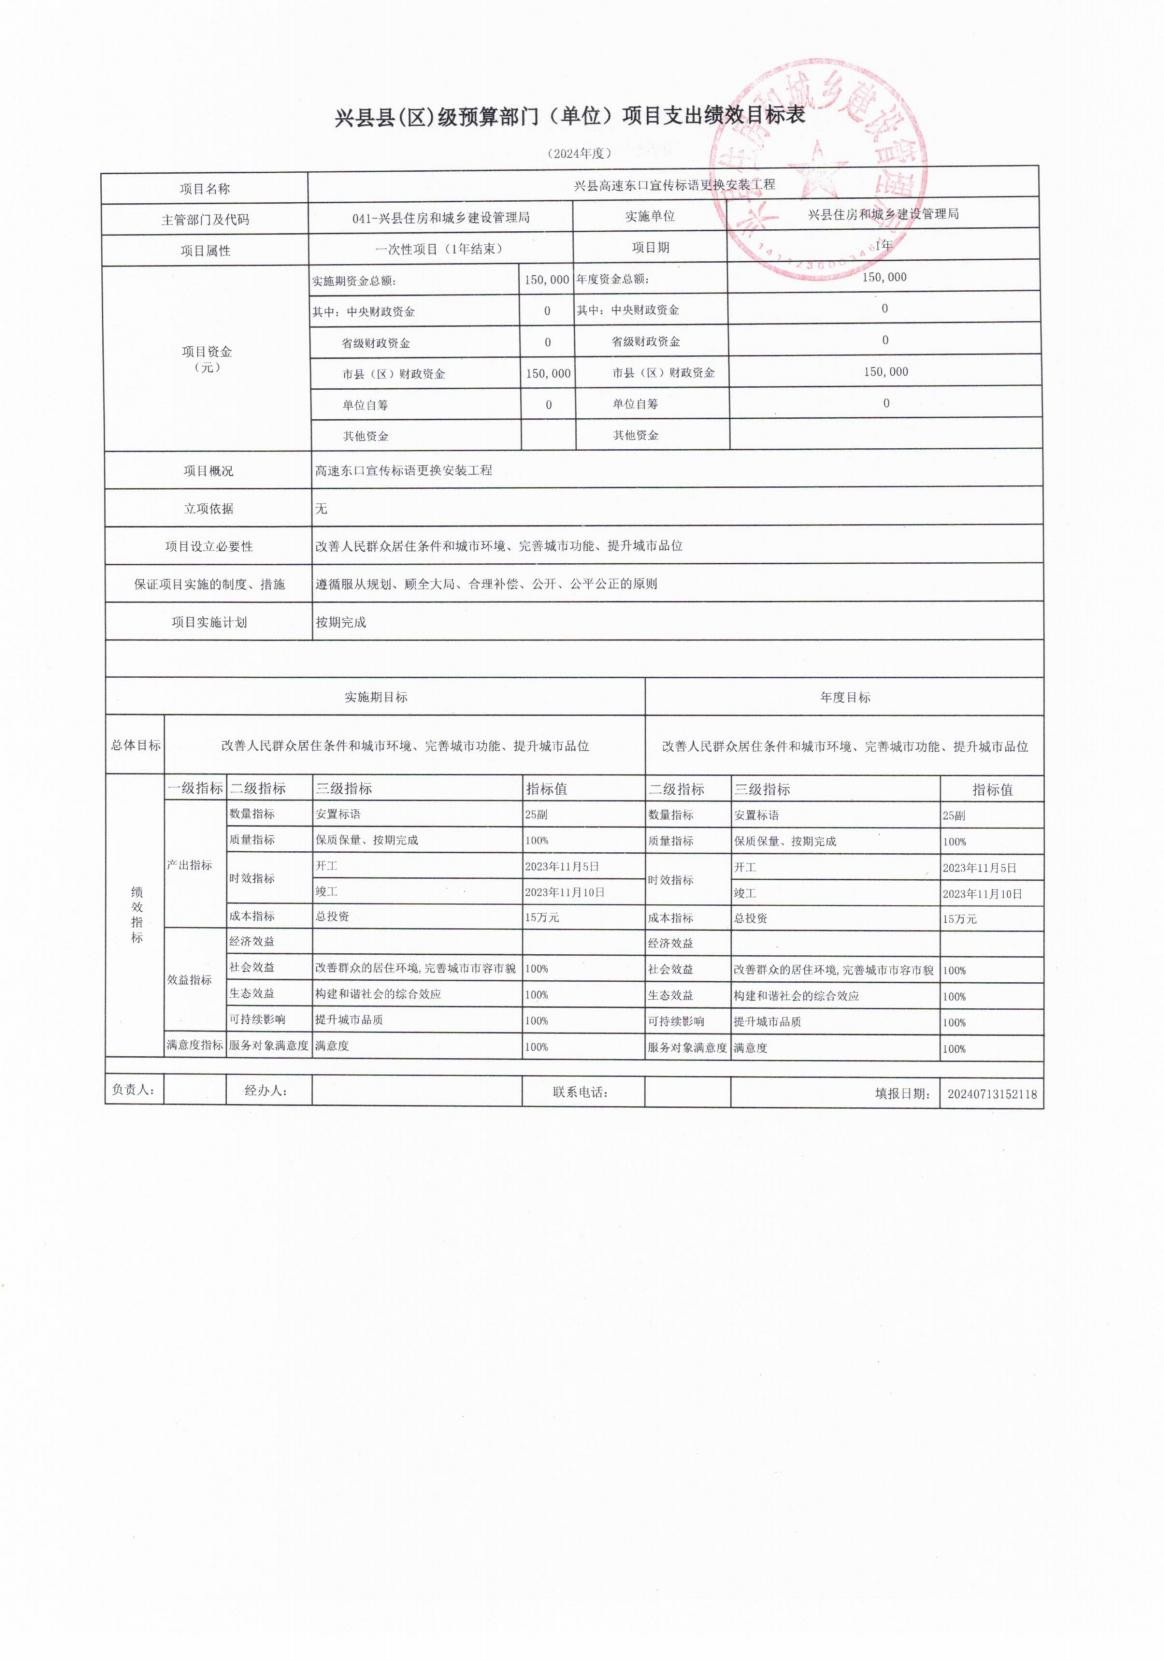 兴县县(区)级预算部门（单位）项目支出绩效目标表
（2024年度）
项目名称 兴县高速东口宣传标语更换安装工程
主管部门及代码 041-兴县住房和城乡建设管理局 实施单位 兴县住房和城乡建设管理局
项目属性 一次性项目（1年结束） 项目期 1年
项目资金（元） 实施期资金总额： 150,000 年度资金总额： 150,000
其中：中央财政资金 0 其中：中央财政资金 0
省级财政资金 0 省级财政资金 0
市县（区）财政资金 150,000 市县（区）财政资金 150,000
单位自筹 0 单位自筹 0
其他资金 其他资金
项目概况 高速东口宣传标语更换安装工程
立项依据 无
项目设立必要性 改善人民群众居住条件和城市环境、完善城市功能、提升城市品位
保证项目实施的制度、措施 遵循服从规划、顾全大局、合理补偿、公开、公平公正的原则
项目实施计划 按期完成
实施期目标 年度目标
总体目标 改善人民群众居住条件和城市环境、完善城市功能、提升城市品位 改善人民群众居住条件和城市环境、完善城市功能、提升城市品位
绩效指标 一级指标 二级指标 三级指标 指标值 二级指标 三级指标 指标值
产出指标 数量指标 安置标语 25副 数量指标 安置标语 25副
质量指标 保质保量、按期完成 100% 质量指标 保质保量、按期完成 100%
时效指标 开工 2023年11月5日 时效指标 开工 2023年11月5日
竣工 2023年11月10日 竣工 2023年11月10日
成本指标 总投资 15万元 成本指标 总投资 15万元
效益指标 经济效益 经济效益
社会效益 改善群众的居住环境,完善城市市容市貌 100% 社会效益 改善群众的居住环境,完善城市市容市貌 100%
生态效益 构建和谐社会的综合效应 100% 生态效益 构建和谐社会的综合效应 100%
可持续影响 提升城市品质 100% 可持续影响 提升城市品质 100%
满意度指标 服务对象满意度 满意度 100% 服务对象满意度 满意度 100%
负责人： 经办人： 联系电话： 填报日期： 20240713152118
兴县住房和城乡建设管理局